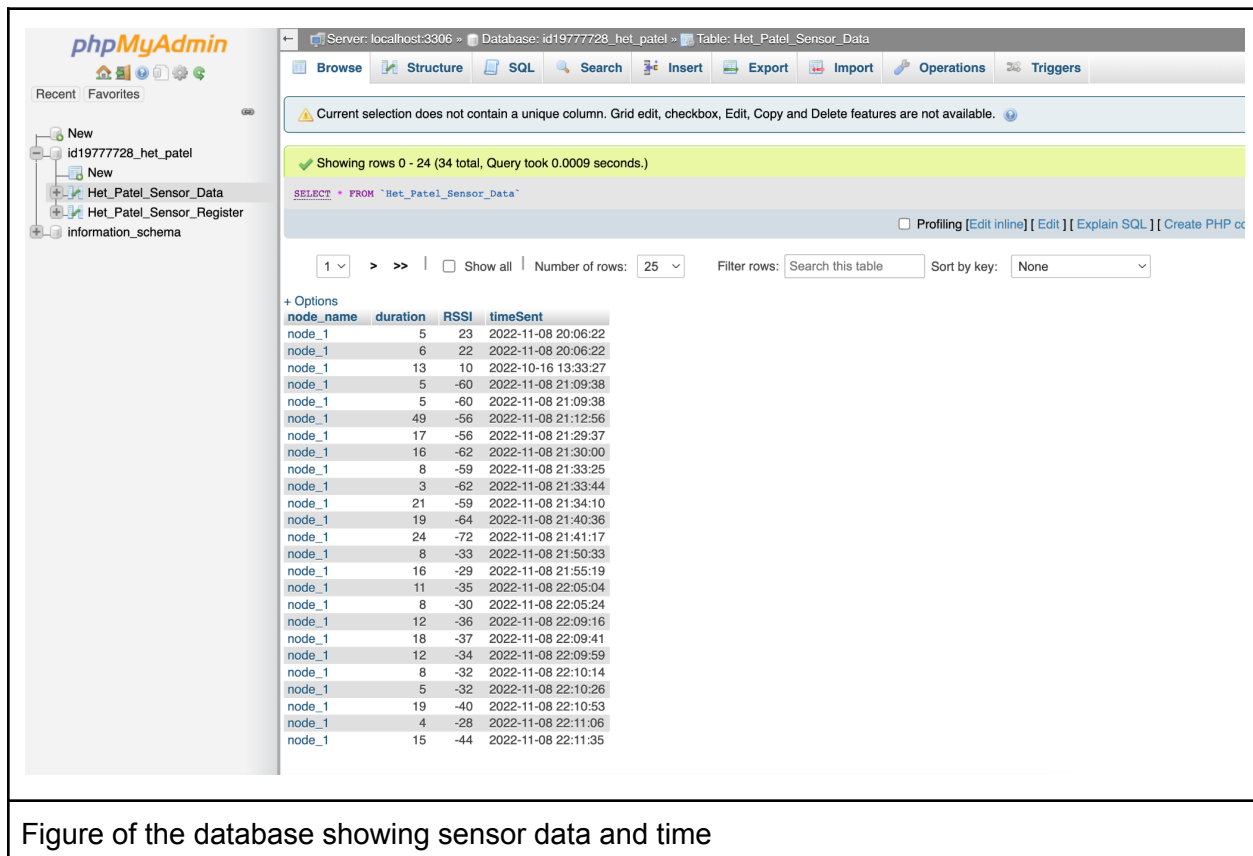 phpMyAdmin
Recent Favorites
New
id19777728_het_patel
New
Het_Patel_Sensor_Data
Het_Patel_Sensor_Register
information_schema
Server: localhost:3306 » Database: id19777728_het_patel » Table: Het_Patel_Sensor_Data
Browse Structure SQL Search Insert Export Import Operations Triggers
Current selection does not contain a unique column. Grid edit, checkbox, Edit, Copy and Delete features are not available.
Showing rows 0 - 24 (34 total, Query took 0.0009 seconds.)
SELECT * FROM `Het_Patel_Sensor_Data`
Profiling [Edit inline] [ Edit ] [ Explain SQL ] [ Create PHP co
1 > >> | Show all | Number of rows: 25 Filter rows: Search this table Sort by key: None
+ Options
node_name duration RSSI timeSent
node_1 5 23 2022-11-08 20:06:22
node_1 6 22 2022-11-08 20:06:22
node_1 13 10 2022-10-16 13:33:27
node_1 5 -60 2022-11-08 21:09:38
node_1 5 -60 2022-11-08 21:09:38
node_1 49 -56 2022-11-08 21:12:56
node_1 17 -56 2022-11-08 21:29:37
node_1 16 -62 2022-11-08 21:30:00
node_1 8 -59 2022-11-08 21:33:25
node_1 3 -62 2022-11-08 21:33:44
node_1 21 -59 2022-11-08 21:34:10
node_1 19 -64 2022-11-08 21:40:36
node_1 24 -72 2022-11-08 21:41:17
node_1 8 -33 2022-11-08 21:50:33
node_1 16 -29 2022-11-08 21:55:19
node_1 11 -35 2022-11-08 22:05:04
node_1 8 -30 2022-11-08 22:05:24
node_1 12 -36 2022-11-08 22:09:16
node_1 18 -37 2022-11-08 22:09:41
node_1 12 -34 2022-11-08 22:09:59
node_1 8 -32 2022-11-08 22:10:14
node_1 5 -32 2022-11-08 22:10:26
node_1 19 -40 2022-11-08 22:10:53
node_1 4 -28 2022-11-08 22:11:06
node_1 15 -44 2022-11-08 22:11:35
Figure of the database showing sensor data and time